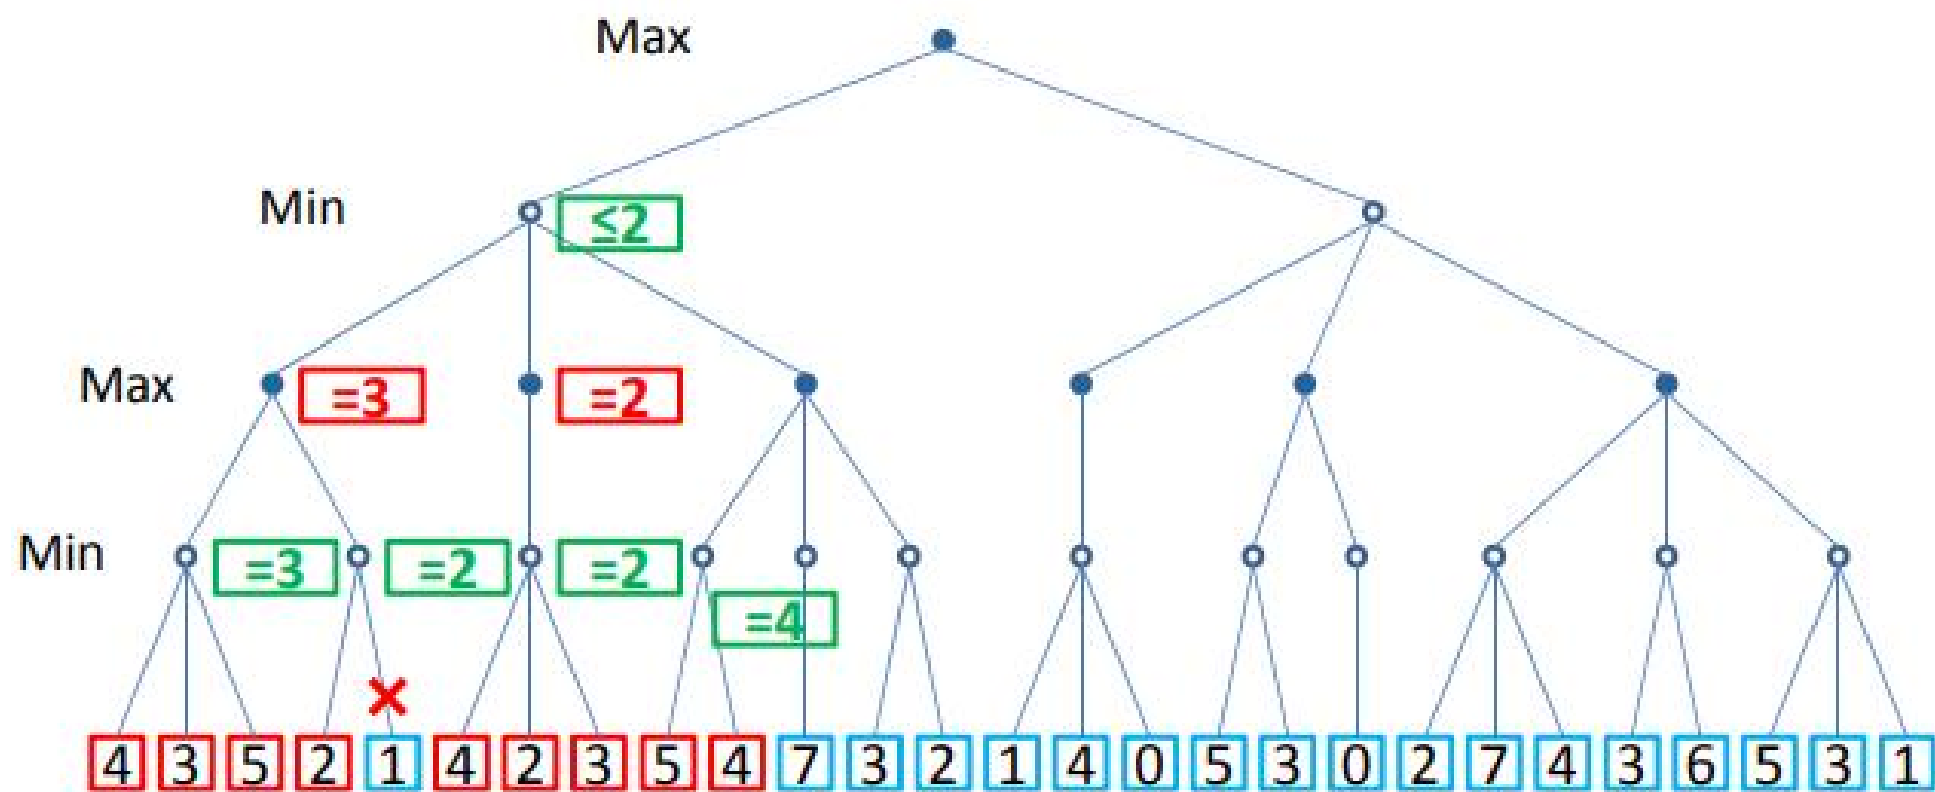 Max
Min ≤2
Max =3 =2
Min =3 =2 =2
=4
4 3 5 2 1 4 2 3 5 4 7 3 2 1 4 0 5 3 0 2 7 4 3 6 5 3 1